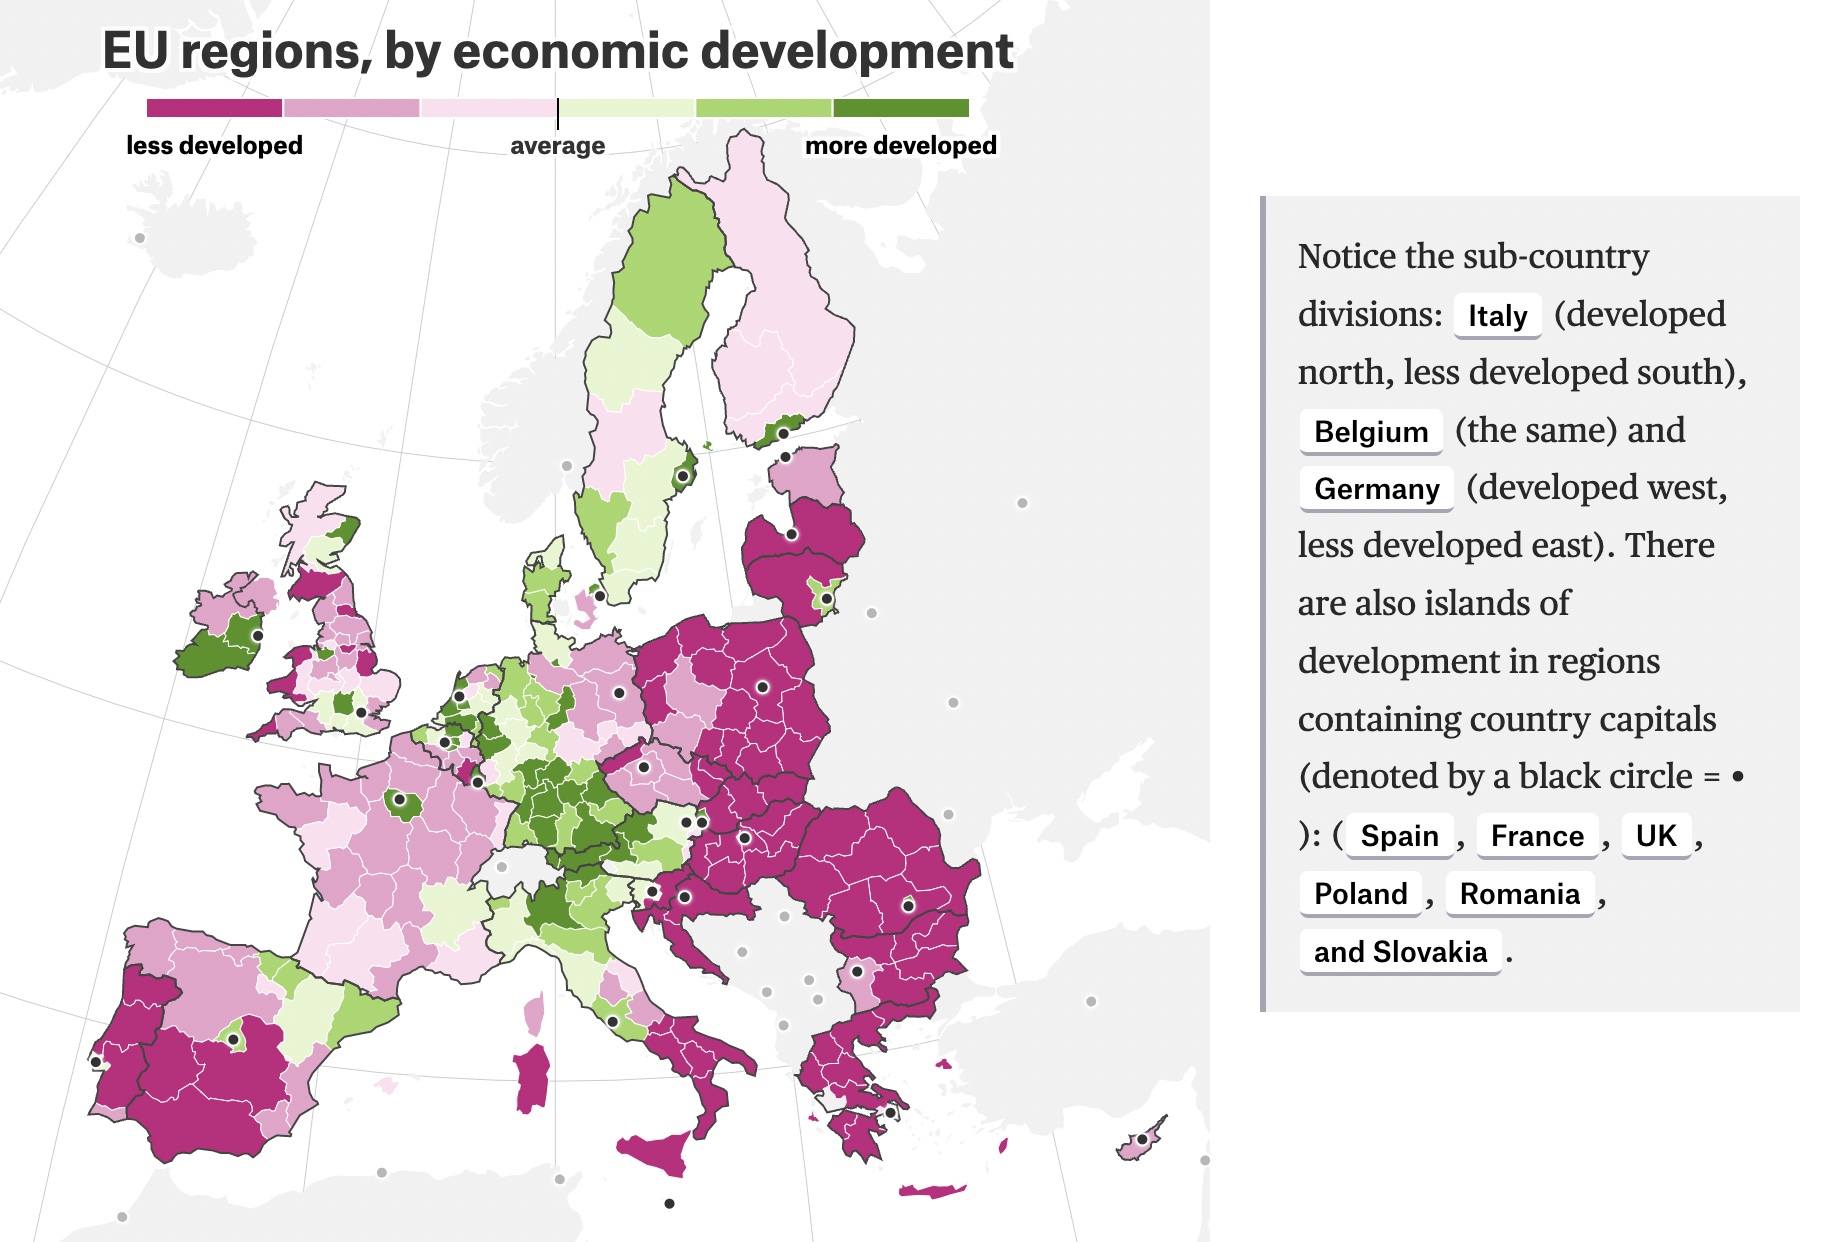 EU regions, by economic development
less developed
average
more developed
Notice the sub-country
divisions: Italy (developed
north, less developed south),
Belgium (the same) and
Germany (developed west,
less developed east). There
are also islands of
development in regions
containing country capitals
(denoted by a black circle = •
): ( Spain , France , UK ,
Poland , Romania ,
and Slovakia .